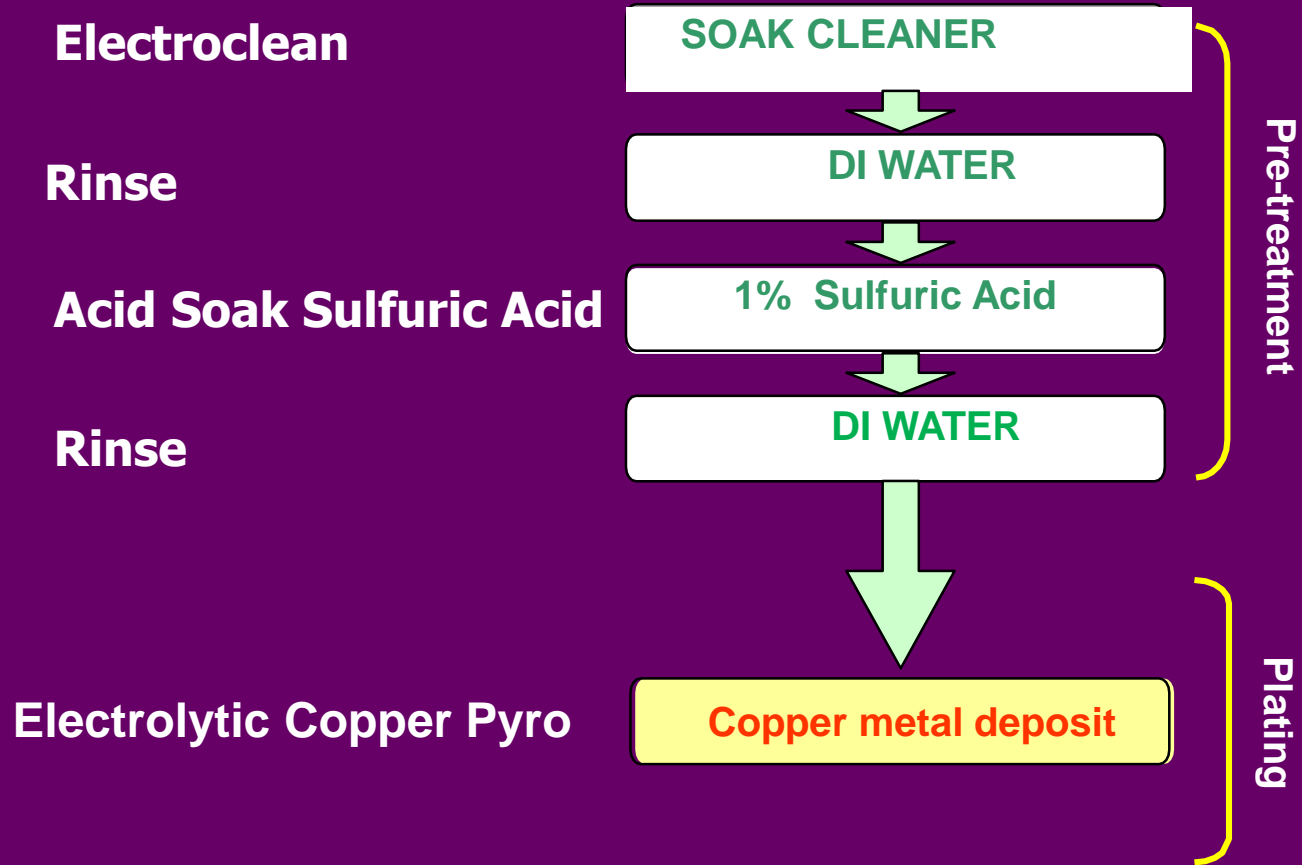 Electroclean
SOAK CLEANER
Rinse
DI WATER
Acid Soak Sulfuric Acid
1% Sulfuric Acid
Rinse
DI WATER
Pre-treatment
Electrolytic Copper Pyro
Copper metal deposit
Plating